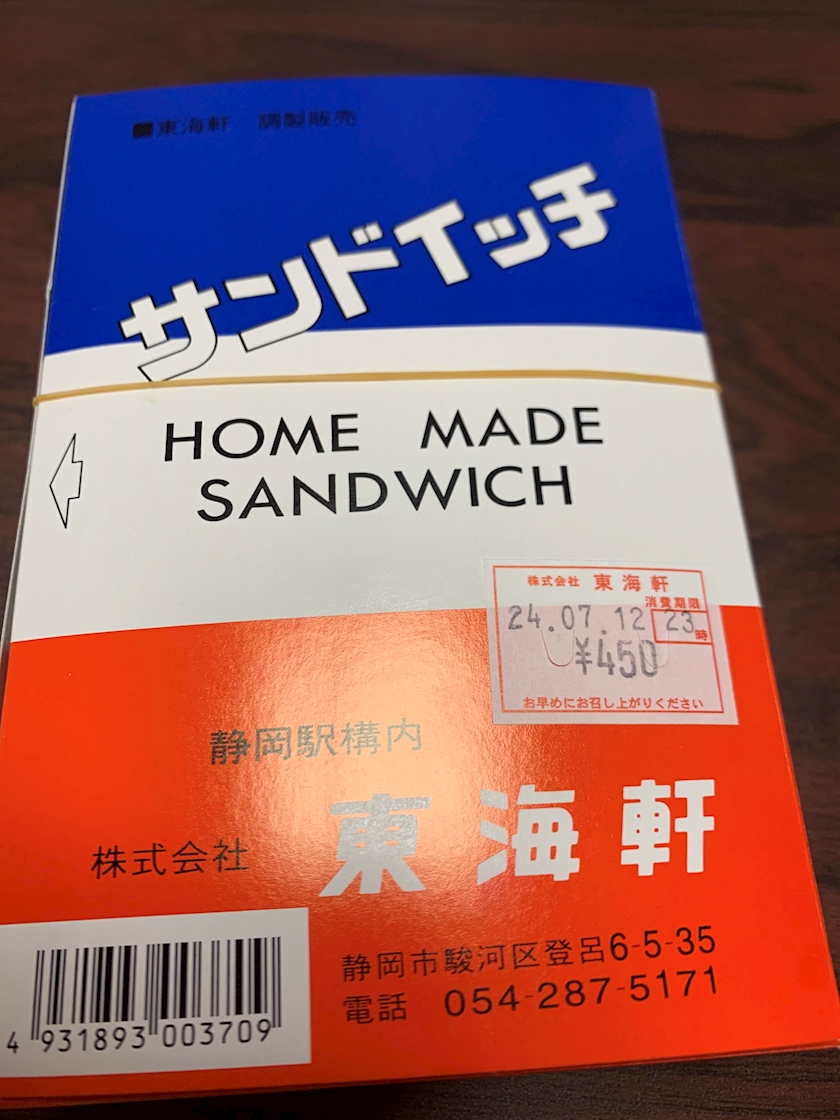 ■東海軒 調製販売
サンドイッチ
HOME MADE
SANDWICH
株式会社 東海軒
消費期限
24.07.12 23時
¥450
お早めにお召し上がりください
静岡駅構内
株式会社 東海軒
静岡市駿河区登呂6-5-35
電話 054-287-5171
4 931893 003709